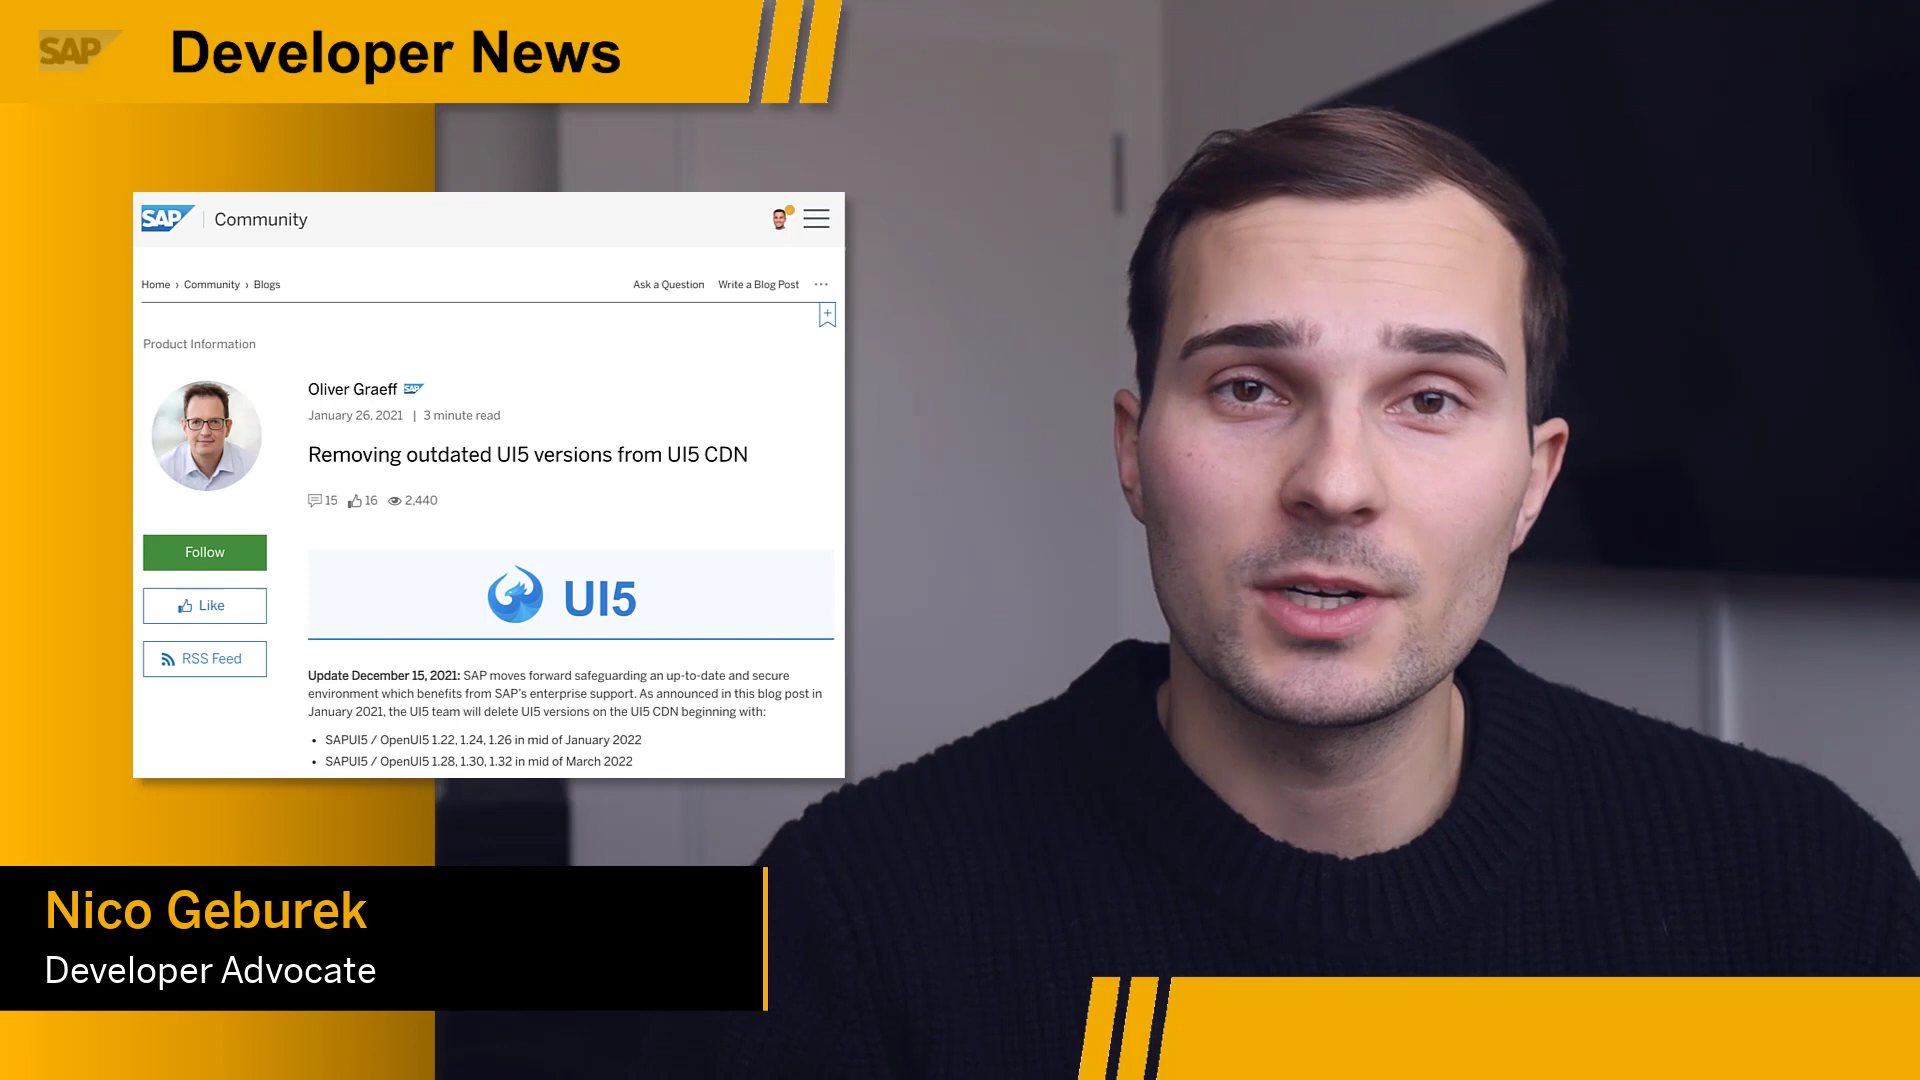 SAP
Developer News
SAP
Community
Home › Community › Blogs
Ask a Question
Write a Blog Post
...
Product Information
Oliver Graeff SAP
January 26, 2021 | 3 minute read
Removing outdated UI5 versions from UI5 CDN
15 16 2,440
Follow
Like
RSS Feed
UI5
Update December 15, 2021: SAP moves forward safeguarding an up-to-date and secure
environment which benefits from SAP's enterprise support. As announced in this blog post in
January 2021, the UI5 team will delete UI5 versions on the UI5 CDN beginning with:
• SAPUI5 / OpenUI5 1.22, 1.24, 1.26 in mid of January 2022
• SAPUI5 / OpenUI5 1.28, 1.30, 1.32 in mid of March 2022
Nico Geburek
Developer Advocate